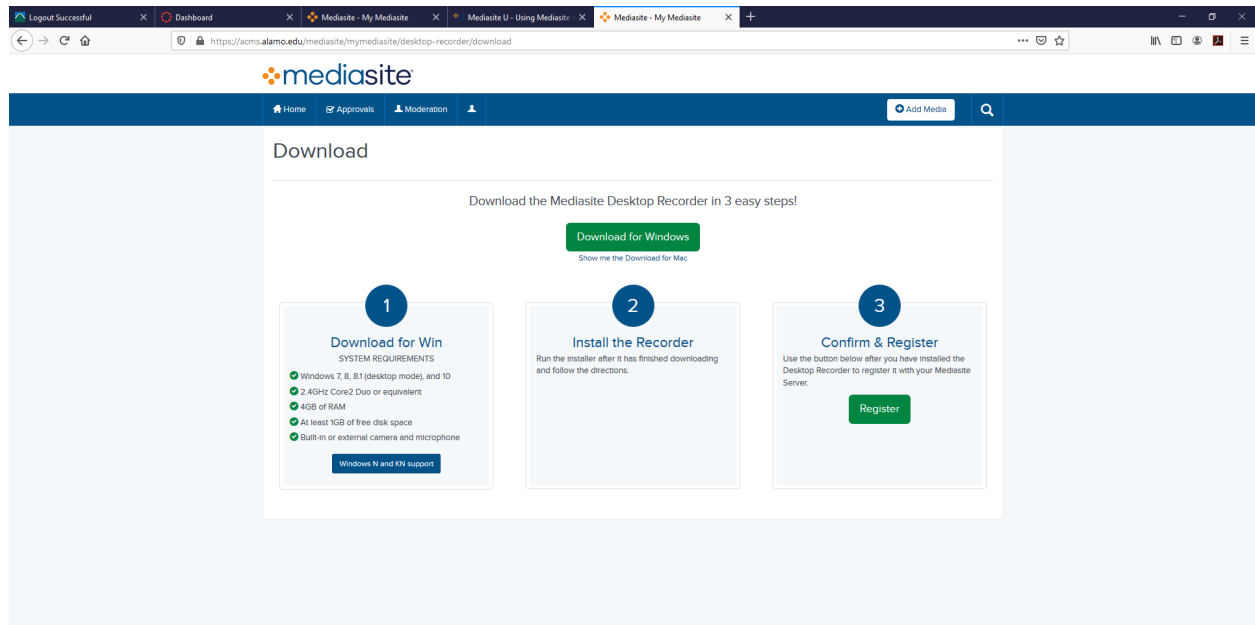 Logout Successful
Dashboard
Mediasite - My Mediasite
Mediasite U - Using Mediasite
Mediasite - My Mediasite
https://acms.alamo.edu/mediasite/mymediasite/desktop-recorder/download
mediasite
Home
Approvals
Moderation
Add Media
Download
Download the Mediasite Desktop Recorder in 3 easy steps!
Download for Windows
Show me the Download for Mac
1
Download for Win
SYSTEM REQUIREMENTS
Windows 7, 8, 8.1 (desktop mode), and 10
2.4GHz Core2 Duo or equivalent
4GB of RAM
At least 1GB of free disk space
Built-in or external camera and microphone
Windows N and KN support
2
Install the Recorder
Run the installer after it has finished downloading
and follow the directions.
3
Confirm & Register
Use the button below after you have installed the
Desktop Recorder to register it with your Mediasite
Server.
Register